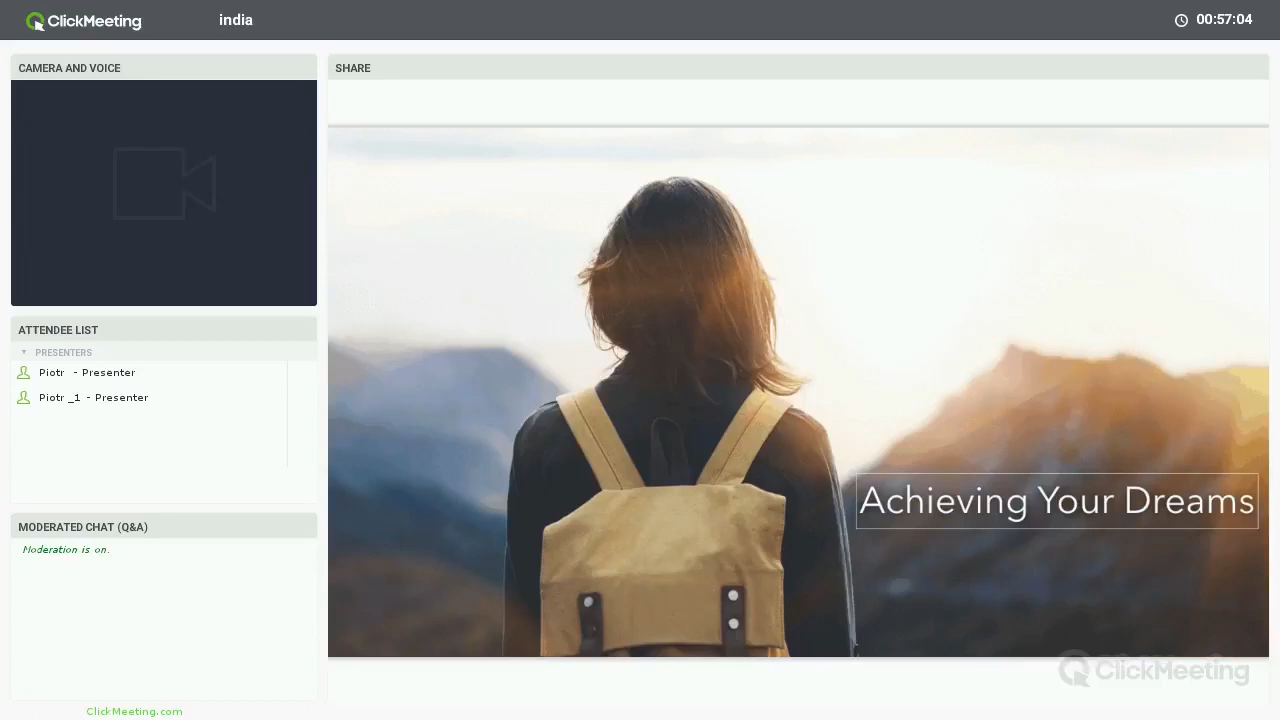 ClickMeeting
india
00:57:04
CAMERA AND VOICE
SHARE
ATTENDEE LIST
PRESENTERS
Piotr - Presenter
Piotr _1 - Presenter
Achieving Your Dreams
MODERATED CHAT (Q&A)
Moderation is on.
ClickMeeting
ClickMeeting.com